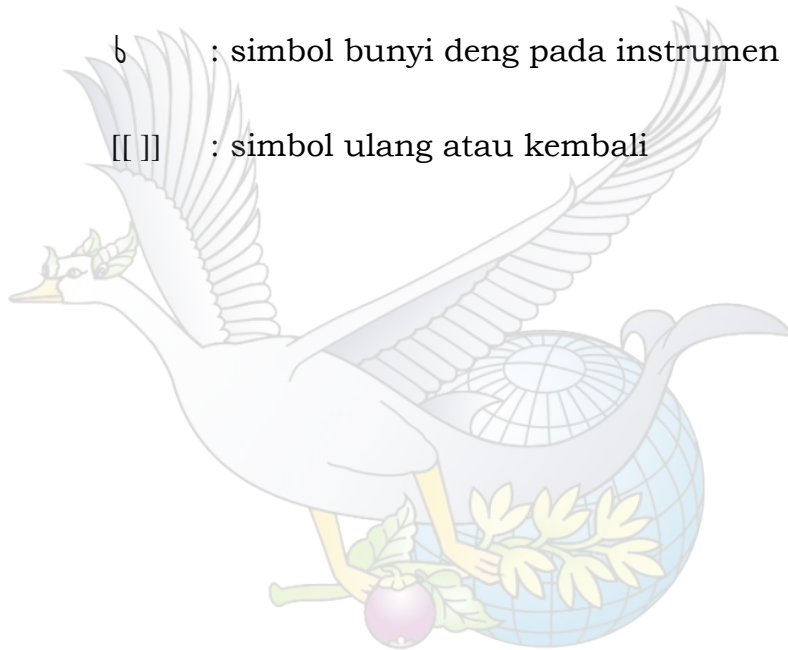 ꦧ : simbol bunyi deng pada instrumen
[[ ]] : simbol ulang atau kembali